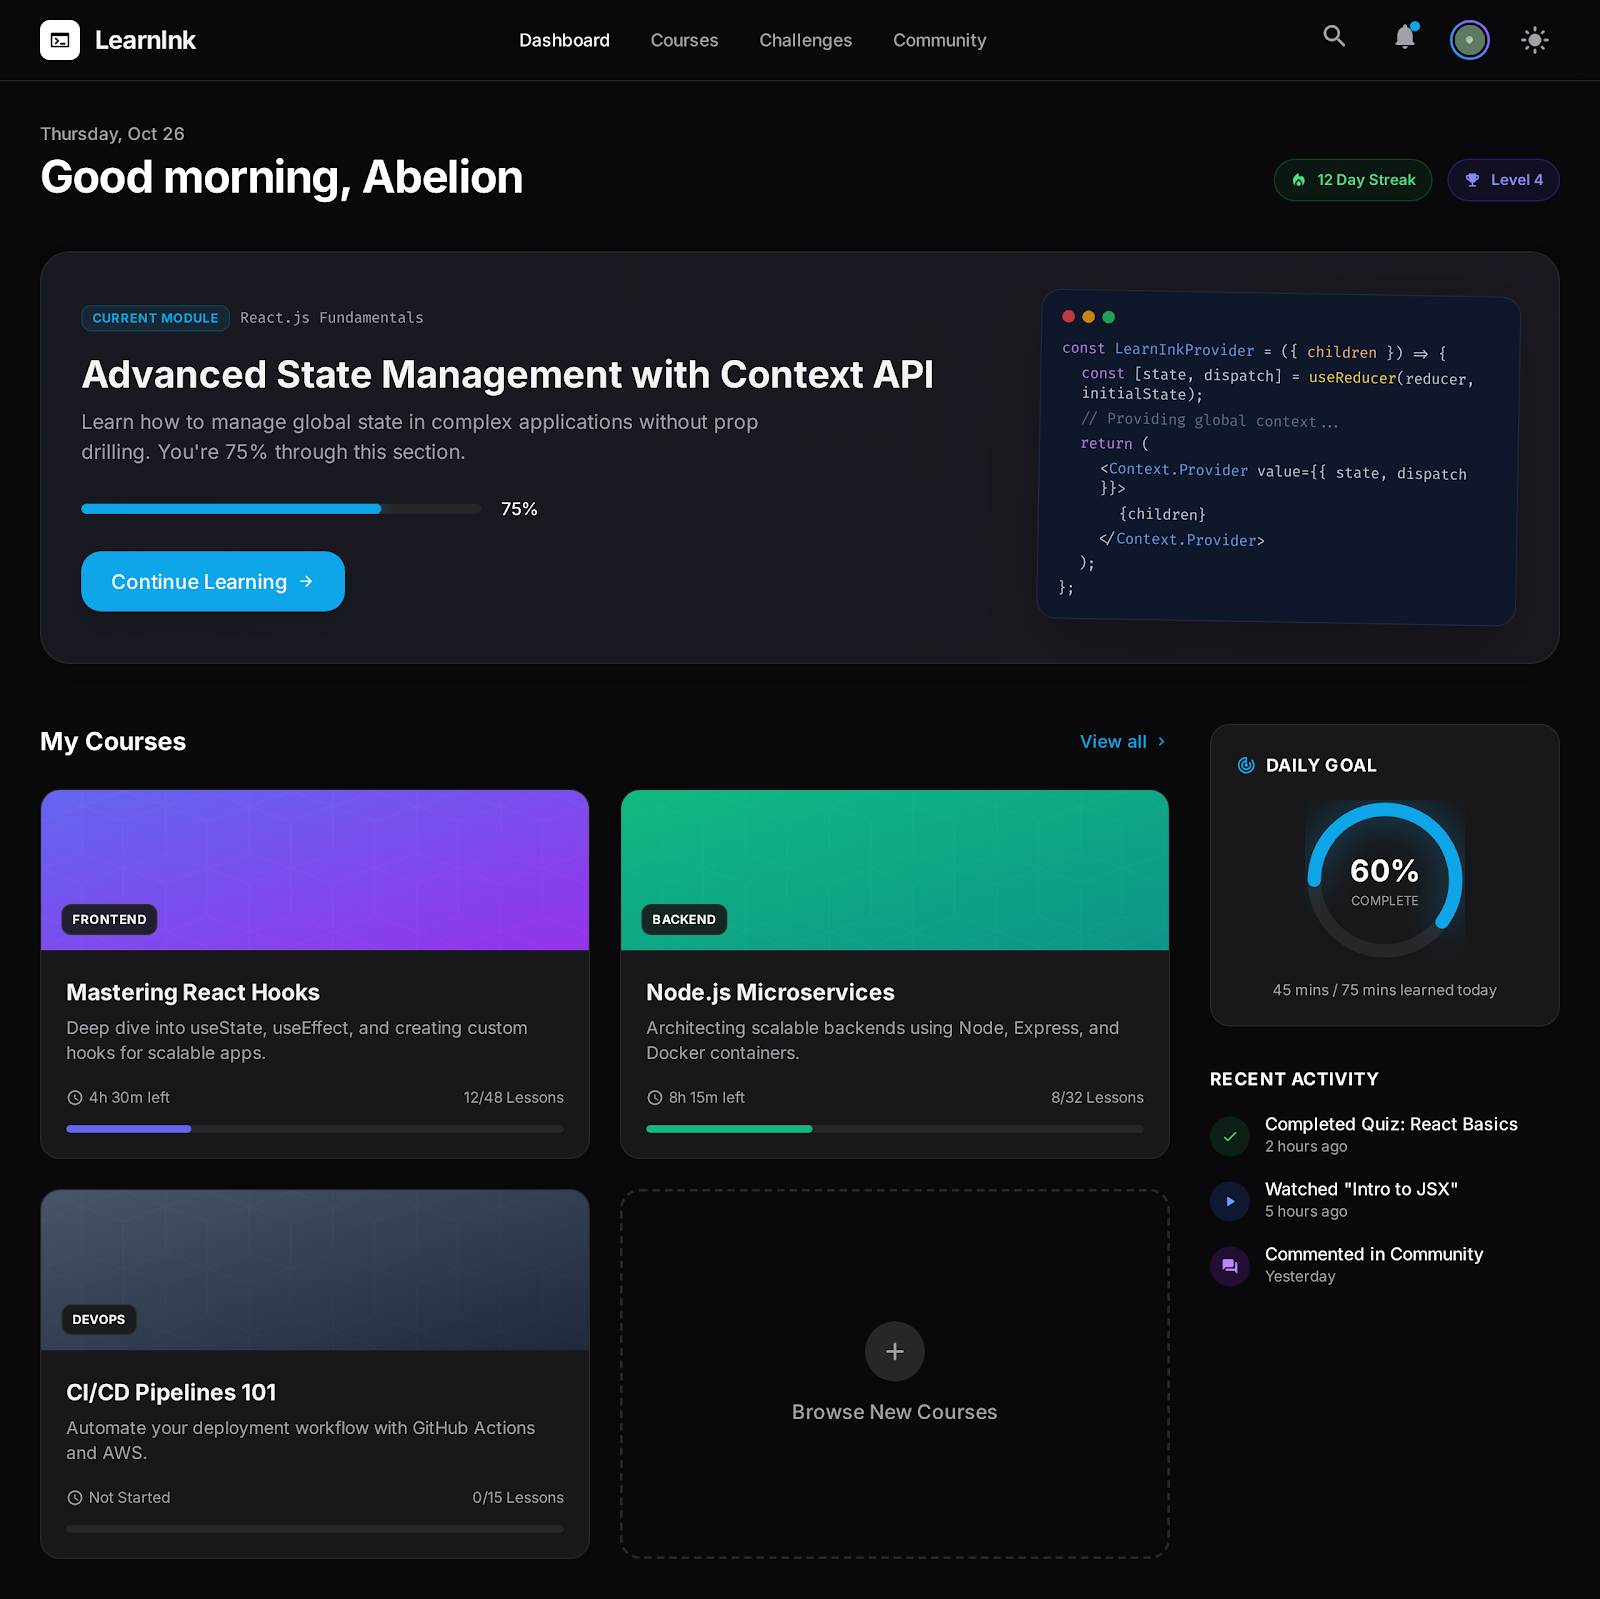 LearnInk
Dashboard
Courses
Challenges
Community
Thursday, Oct 26
Good morning, Abelion
12 Day Streak
Level 4
CURRENT MODULE
React.js Fundamentals
Advanced State Management with Context API
Learn how to manage global state in complex applications without prop
drilling. You're 75% through this section.
75%
Continue Learning →
const LearnInkProvider = ({ children }) => {
const [state, dispatch] = useReducer(reducer,
initialState);
// Providing global context...
return (
<Context.Provider value={{ state, dispatch
}}>
{children}
</Context.Provider>
);
};
My Courses
View all
FRONTEND
Mastering React Hooks
Deep dive into useState, useEffect, and creating custom
hooks for scalable apps.
4h 30m left
12/48 Lessons
BACKEND
Node.js Microservices
Architecting scalable backends using Node, Express, and
Docker containers.
8h 15m left
8/32 Lessons
DEVOPS
CI/CD Pipelines 101
Automate your deployment workflow with GitHub Actions
and AWS.
Not Started
0/15 Lessons
Browse New Courses
DAILY GOAL
60%
COMPLETE
45 mins / 75 mins learned today
RECENT ACTIVITY
Completed Quiz: React Basics
2 hours ago
Watched "Intro to JSX"
5 hours ago
Commented in Community
Yesterday